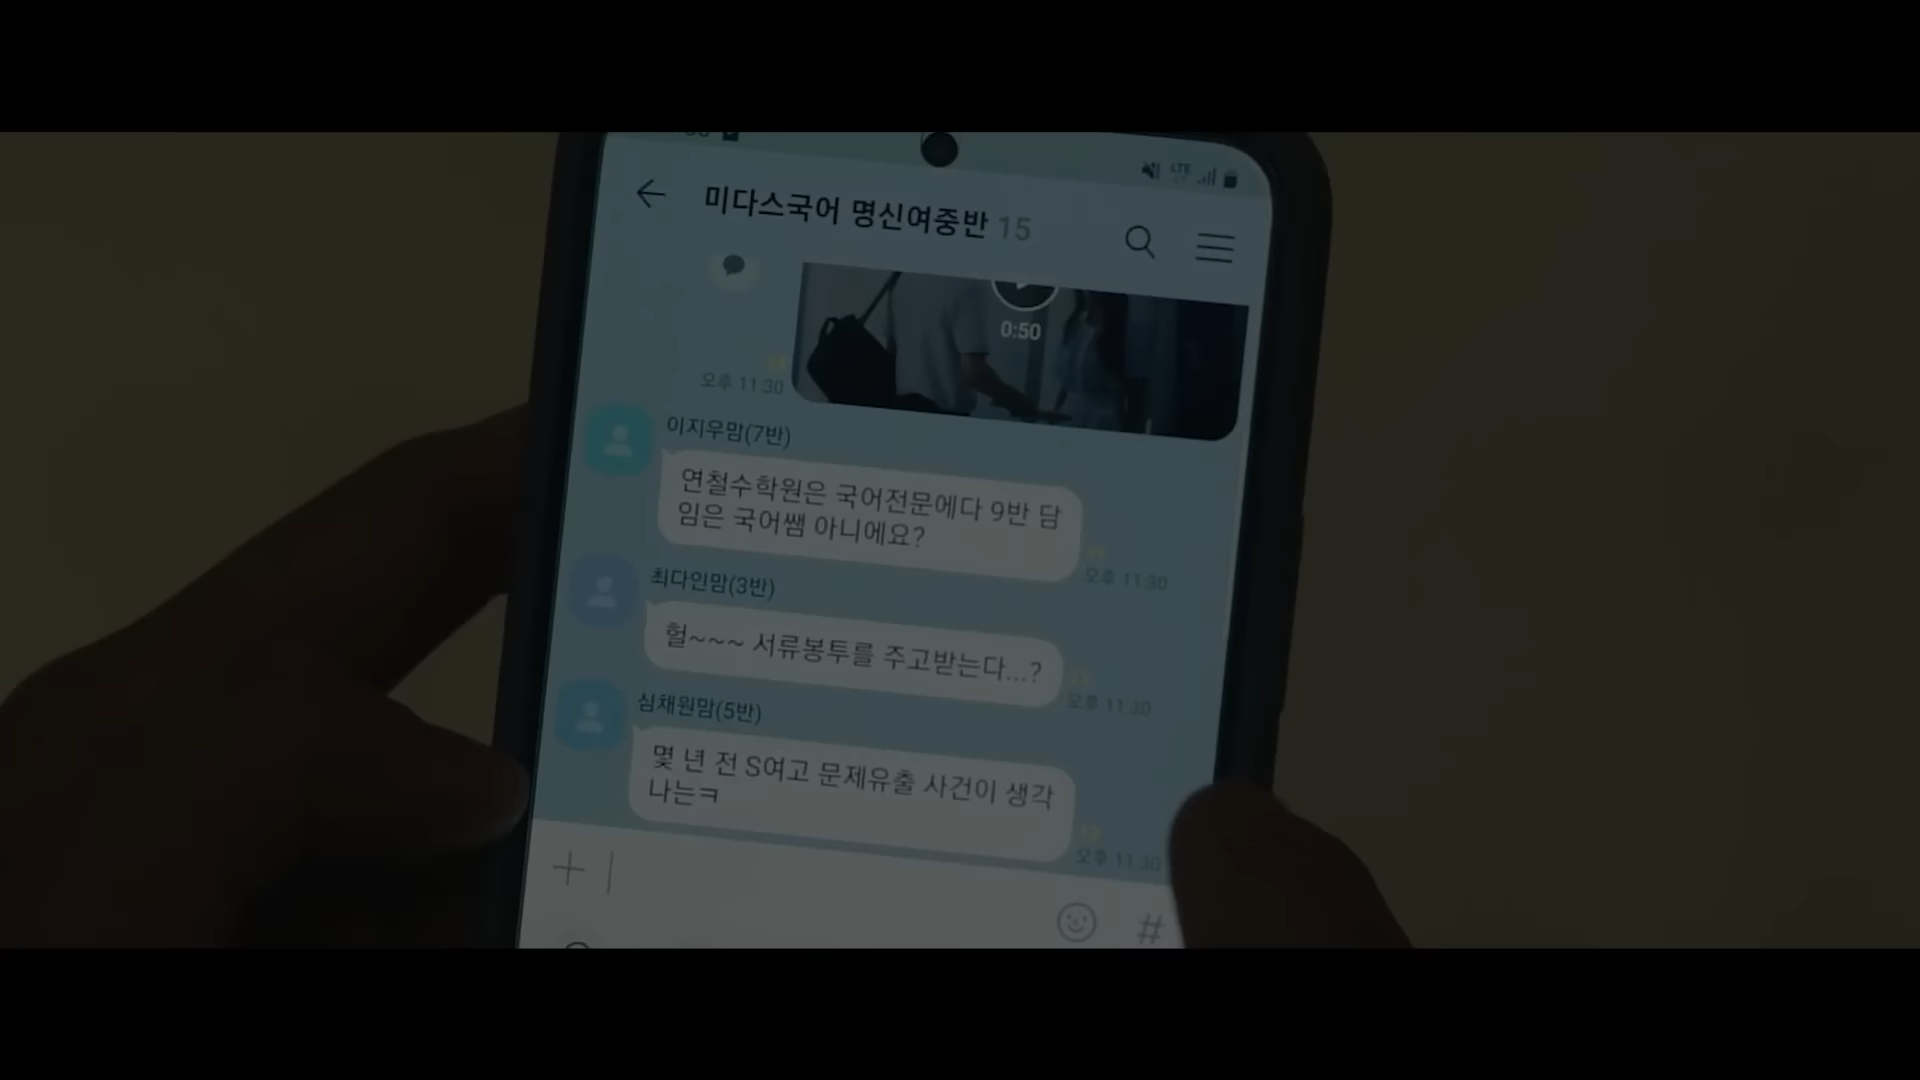 LTE
미다스국어 명신여중반 15
0:50
오후 11:30
이지우맘(7반)
연철수학원은 국어전문에다 9반 담
임은 국어쌤 아니에요?
오후 11:30
최다인맘(3반)
헐~~~ 서류봉투를 주고받는다...?
오후 11:30
심채원맘(5반)
몇 년 전 S여고 문제유출 사건이 생각
나는ㅋ
오후 11:30
#